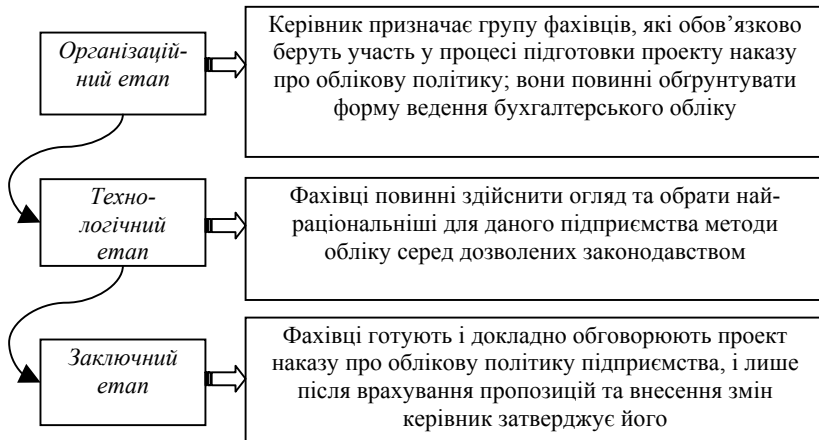 Організацій-
ний етап
Керівник призначає групу фахівців, які обов’язково
беруть участь у процесі підготовки проекту наказу
про облікову політику; вони повинні обґрунтувати
форму ведення бухгалтерського обліку
Техно-
логічний
етап
Фахівці повинні здійснити огляд та обрати най-
раціональніші для даного підприємства методи
обліку серед дозволених законодавством
Заключний
етап
Фахівці готують і докладно обговорюють проект
наказу про облікову політику підприємства, і лише
після врахування пропозицій та внесення змін
керівник затверджує його